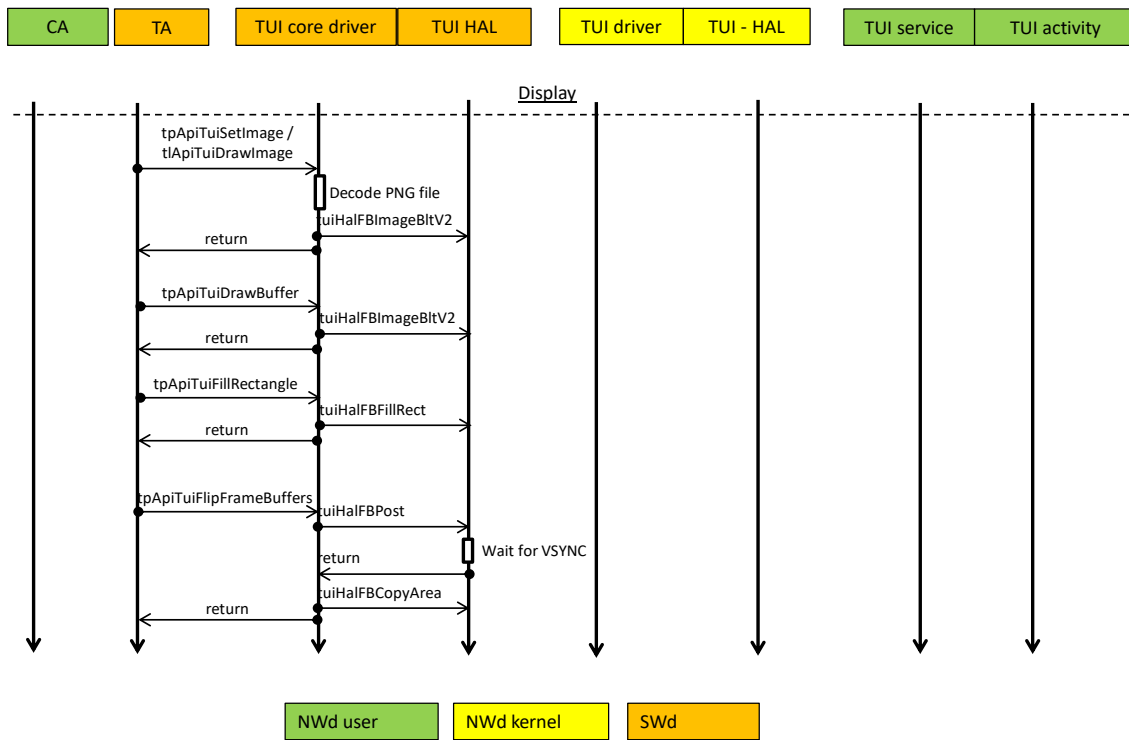 CA
TA
TUI core driver
TUI HAL
TUI driver
TUI - HAL
TUI service
TUI activity
Display
tpApiTuiSetImage /
tlApiTuiDrawImage
Decode PNG file
tuiHalFBImageBltV2
return
tpApiTuiDrawBuffer
tuiHalFBImageBltV2
return
tpApiTuiFillRectangle
tuiHalFBFillRect
return
tpApiTuiFlipFrameBuffers
tuiHalFBPost
Wait for VSYNC
return
tuiHalFBCopyArea
return
NWd user
NWd kernel
SWd